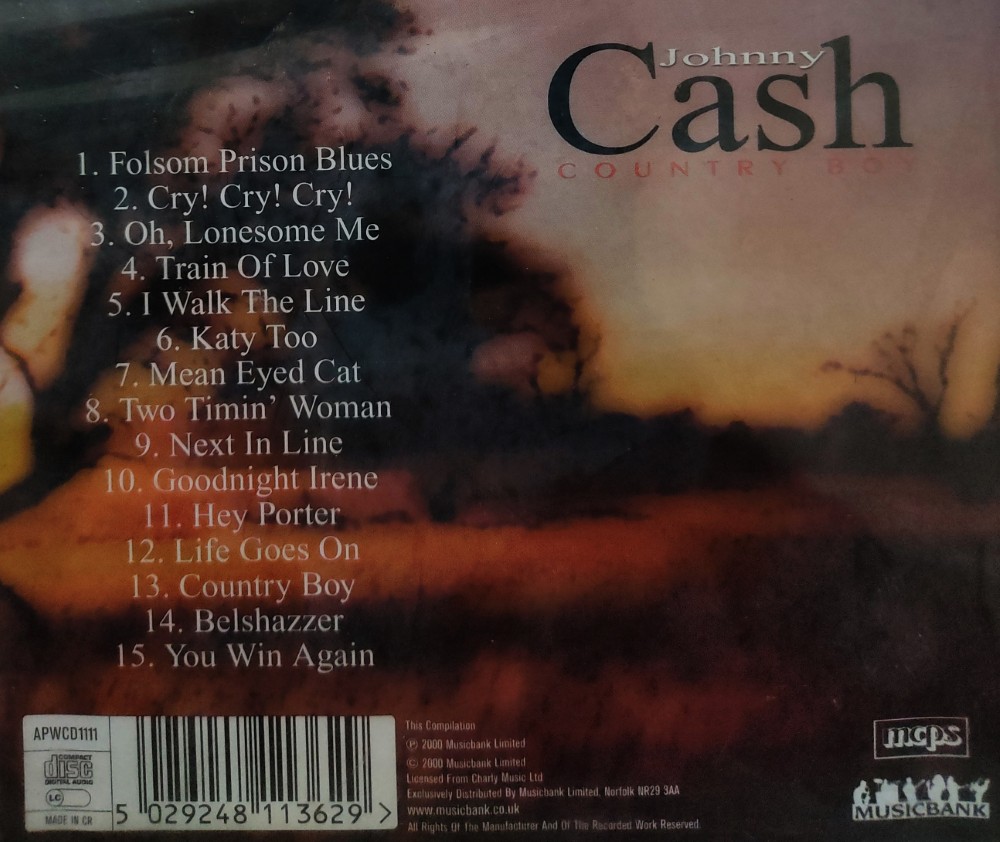 Johnny
Cash
COUNTRY BOY
1. Folsom Prison Blues
2. Cry! Cry! Cry!
3. Oh, Lonesome Me
4. Train Of Love
5. I Walk The Line
6. Katy Too
7. Mean Eyed Cat
8. Two Timin' Woman
9. Next In Line
10. Goodnight Irene
11. Hey Porter
12. Life Goes On
13. Country Boy
14. Belshazzer
15. You Win Again
APWCD1111
COMPACT
disc
DIGITAL AUDIO
LC
MADE IN CR
5 029248 113629 >
This Compilation
℗ 2000 Musicbank Limited
© 2000 Musicbank Limited
Licensed From Charly Music Ltd
Exclusively Distributed By Musicbank Limited, Norfolk NR29 3AA
www.musicbank.co.uk
All Rights Of The Manufacturer And Of The Recorded Work Reserved
mcps
MUSICBANK